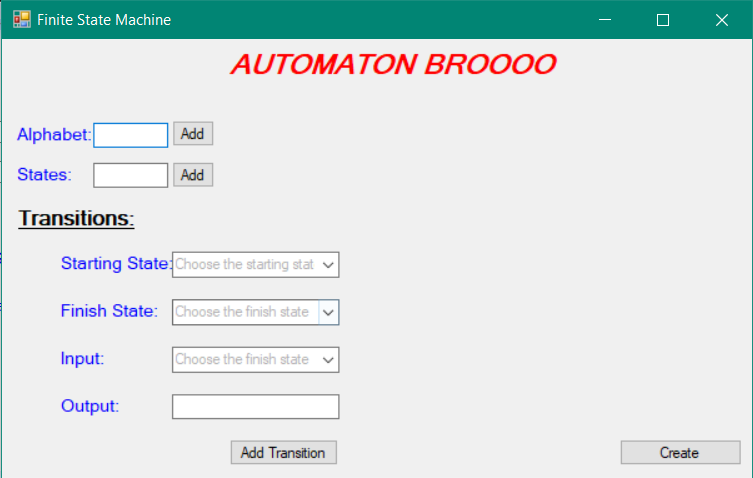 Finite State Machine
AUTOMATON BROOOO
Alphabet: Add
States: Add
Transitions:
Starting State: Choose the starting stat
Finish State: Choose the finish state
Input: Choose the finish state
Output:
Add Transition Create